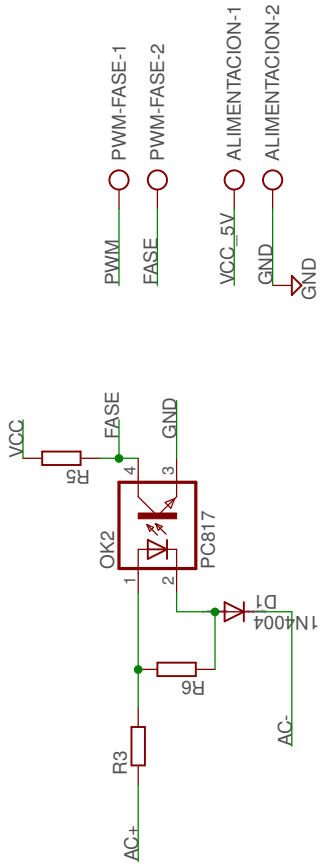 PWM
PWM-FASE-1
FASE
PWM-FASE-2
VCC_5V
ALIMENTACION-1
GND
ALIMENTACION-2
GND
VCC
R5
FASE
GND
4
3
OK2
PC817
1
2
D1
1N4004
R6
R3
AC+
AC-